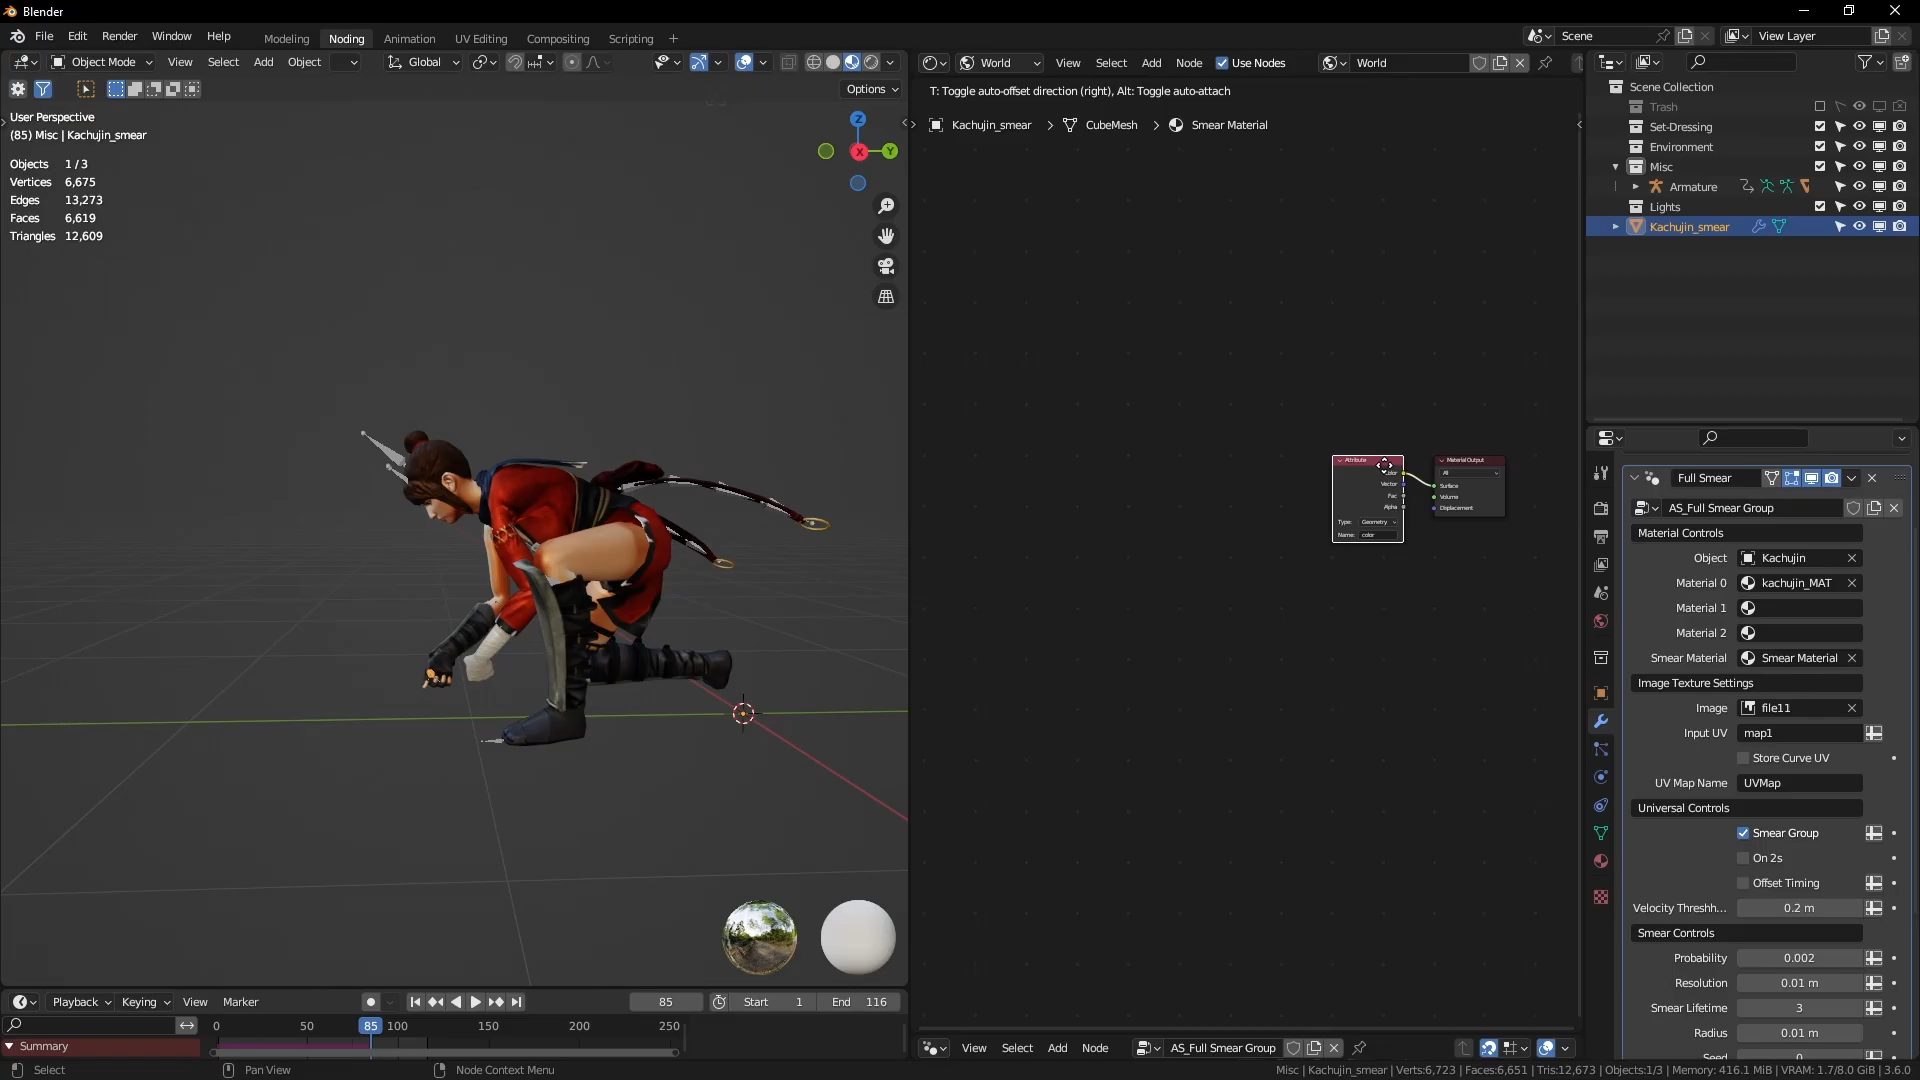 Blender
File Edit Render Window Help
Modeling Noding Animation UV Editing Compositing Scripting
Scene
View Layer
Object Mode View Select Add Object Global
Options
World View Select Add Node Use Nodes World
T: Toggle auto-offset direction (right), Alt: Toggle auto-attach
Kachujin_smear > CubeMesh > Smear Material
User Perspective
(85) Misc | Kachujin_smear
Objects 1/3
Vertices 6,675
Edges 13,273
Faces 6,619
Triangles 12,609
Z
X
Y
Attribute
Color
Vector
Fac
Alpha
Type: Geometry
Name: color
Material Output
All
Surface
Volume
Displacement
Scene Collection
Trash
Set-Dressing
Environment
Misc
Armature
Lights
Kachujin_smear
Full Smear
AS_Full Smear Group
Material Controls
Object Kachujin
Material 0 kachujin_MAT
Material 1
Material 2
Smear Material Smear Material
Image Texture Settings
Image file11
Input UV map1
Store Curve UV
UV Map Name UVMap
Universal Controls
Smear Group
On 2s
Offset Timing
Velocity Threshh... 0.2 m
Smear Controls
Probability 0.002
Resolution 0.01 m
Smear Lifetime 3
Radius 0.01 m
Seed 0
Playback Keying View Marker
85 Start 1 End 116
0 50 85 100 150 200 250
Summary
View Select Add Node AS_Full Smear Group
Select Pan View Node Context Menu
Misc | Kachujin_smear | Verts:6,723 | Faces:6,651 | Tris:12,673 | Objects:1/3 | Memory: 416.1 MiB | VRAM: 1.7/8.0 GiB | 3.6.0